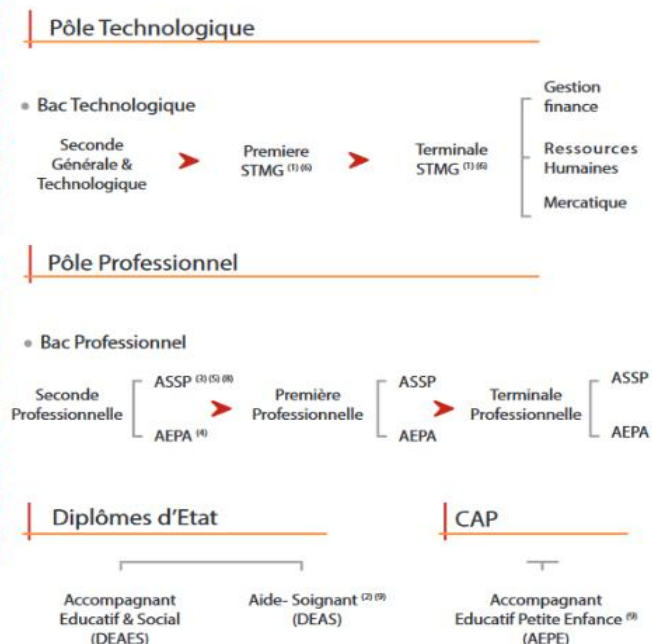 Pôle Technologique
• Bac Technologique
Seconde
Générale &
Technologique
Premiere
STMG (1) (6)
Terminale
STMG (1) (6)
Gestion
finance
Ressources
Humaines
Mercatique
Pôle Professionnel
• Bac Professionnel
Seconde
Professionnelle
ASSP (3) (5) (8)
AEPA (4)
Première
Professionnelle
ASSP
AEPA
Terminale
Professionnelle
ASSP
AEPA
Diplômes d'Etat
Accompagnant
Educatif & Social
(DEAES)
Aide- Soignant (2) (9)
(DEAS)
CAP
Accompagnant
Educatif Petite Enfance (9)
(AEPE)